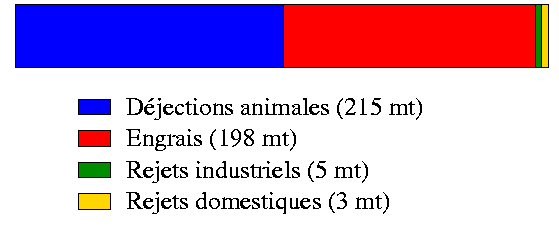 Déjections animales (215 mt)
Engrais (198 mt)
Rejets industriels (5 mt)
Rejets domestiques (3 mt)